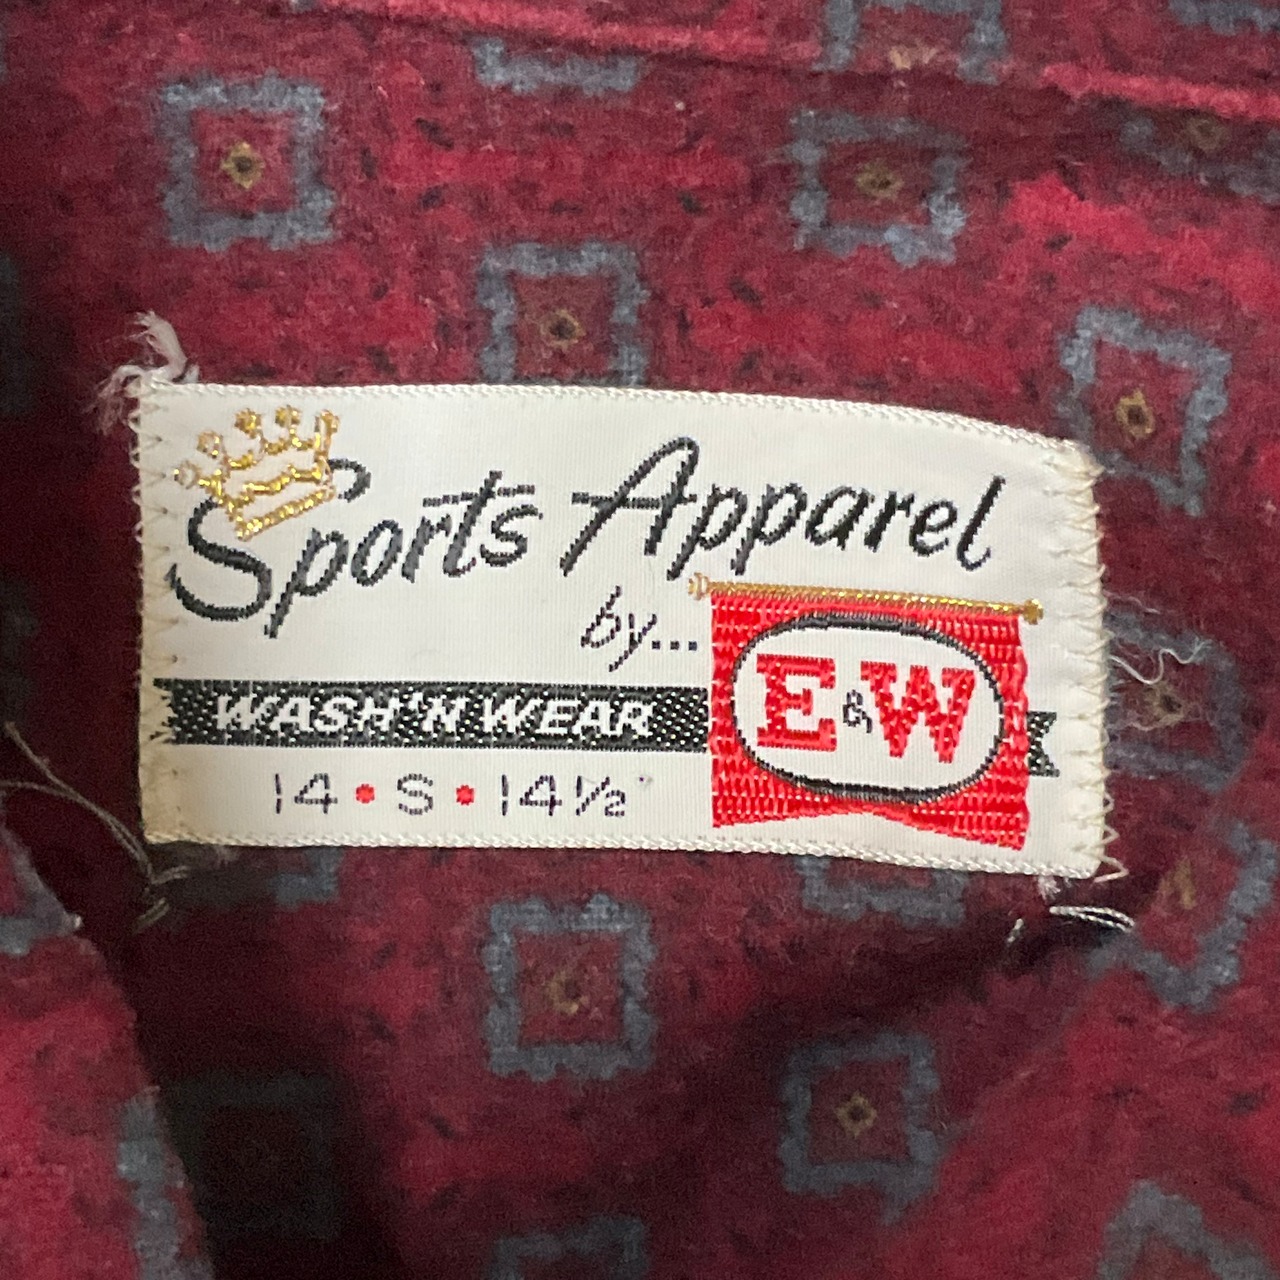 Sports Apparel
by...
E&W
WASH'N WEAR
14 • S • 14½